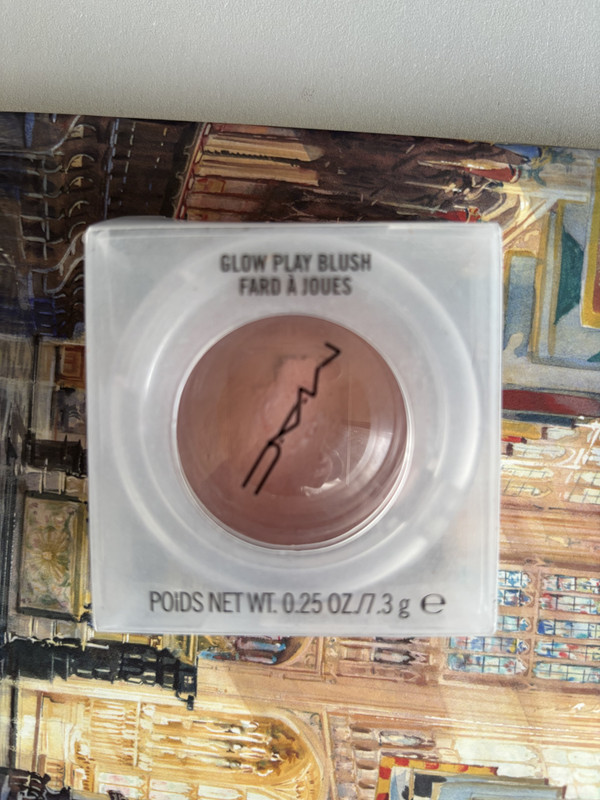 GLOW PLAY BLUSH
FARD À JOUES
M·A·C
POIDS NET WT. 0.25 OZ./7.3 g ℮